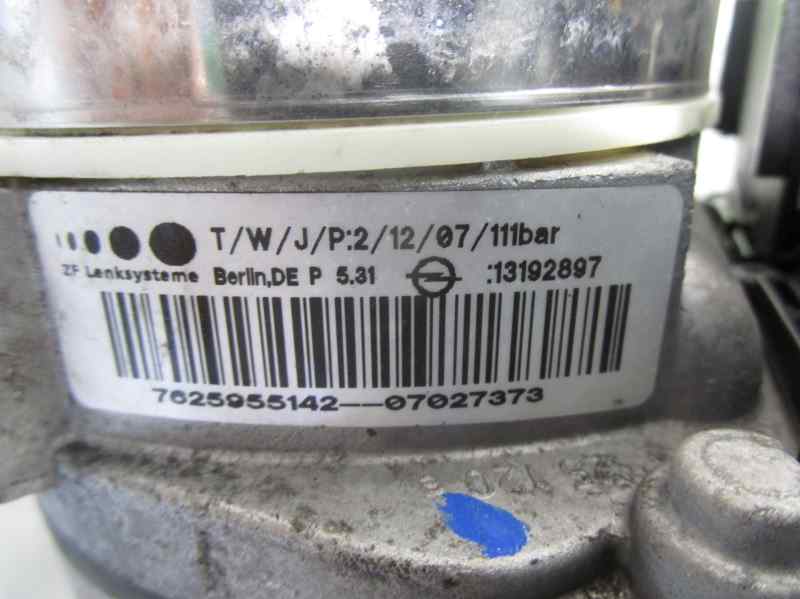 T/W/J/P:2/12/07/111bar
ZF Lenksysteme Berlin,DE P 5.31 :13192897
7625955142--07027373